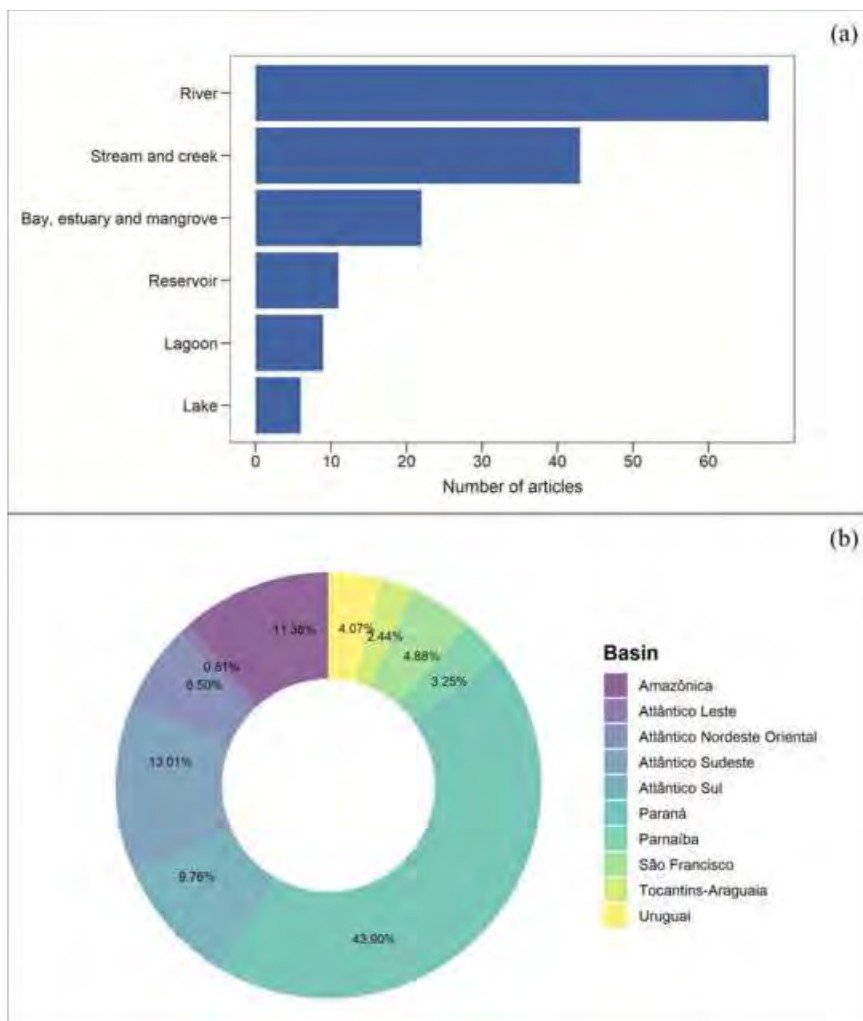 (a)
River
Stream and creek
Bay, estuary and mangrove
Reservoir
Lagoon
Lake
0 10 20 30 40 50 60
Number of articles
(b)
4.07%
2.44%
4.88%
3.25%
11.38%
0.81%
6.50%
13.01%
9.76%
43.90%
Basin
Amazônica
Atlântico Leste
Atlântico Nordeste Oriental
Atlântico Sudeste
Atlântico Sul
Paraná
Parnaíba
São Francisco
Tocantins-Araguaia
Uruguai